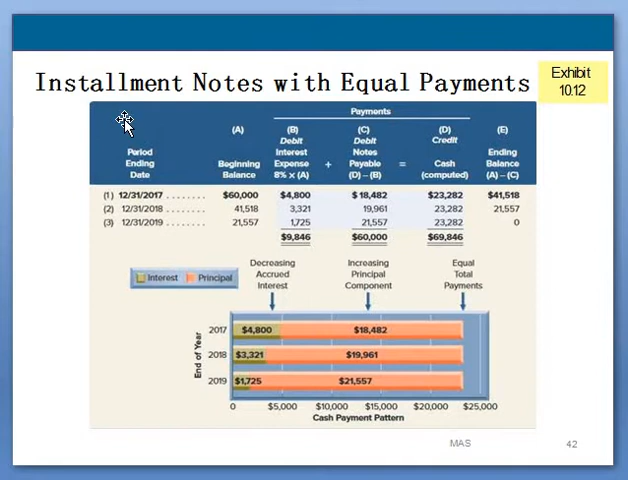 Installment Notes with Equal Payments
Exhibit
10.12
Payments
(A) (B) (C) (D) (E)
Debit Debit Credit
Period Interest Notes Ending
Ending Beginning Expense + Payable = Cash Balance
Date Balance 8% × (A) (D) – (B) (computed) (A) – (C)
(1) 12/31/2017 ........ $60,000 $4,800 $18,482 $23,282 $41,518
(2) 12/31/2018 ........ 41,518 3,321 19,961 23,282 21,557
(3) 12/31/2019 ........ 21,557 1,725 21,557 23,282 0
$9,846 $60,000 $69,846
Decreasing Increasing Equal
Accrued Principal Total
Interest Component Payments
Interest Principal
End of Year
2017 $4,800 $18,482
2018 $3,321 $19,961
2019 $1,725 $21,557
0 $5,000 $10,000 $15,000 $20,000 $25,000
Cash Payment Pattern
MAS 42